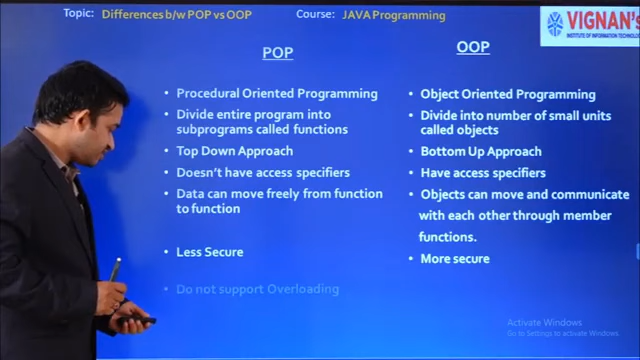 Topic: Differences b/w POP vs OOP Course: JAVA Programming
VIGNAN's
INSTITUTE OF INFORMATION TECHNOLOGY
POP
• Procedural Oriented Programming
• Divide entire program into
subprograms called functions
• Top Down Approach
• Doesn't have access specifiers
• Data can move freely from function
to function
• Less Secure
• Do not support Overloading
OOP
• Object Oriented Programming
• Divide into number of small units
called objects
• Bottom Up Approach
• Have access specifiers
• Objects can move and communicate
with each other through member
functions.
• More secure
Activate Windows
Go to Settings to activate Windows.